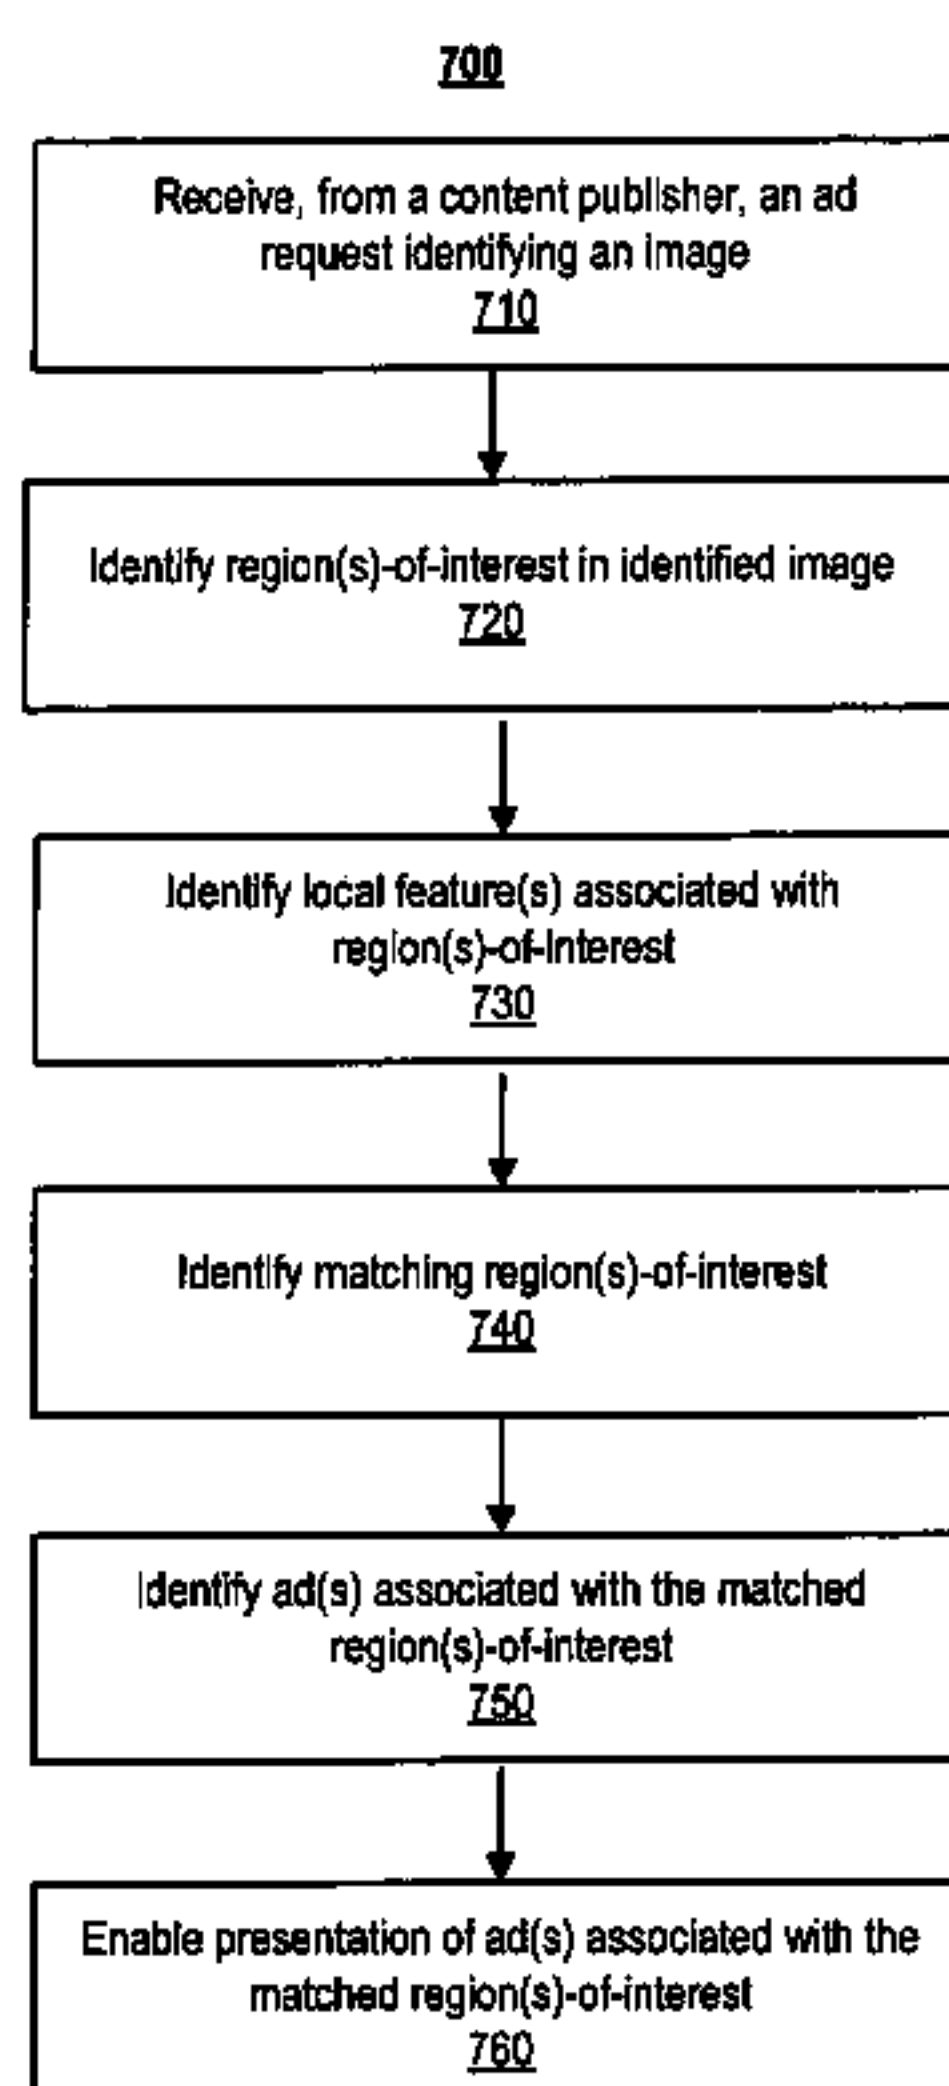 700
Receive, from a content publisher, an ad
request identifying an image
710
Identify region(s)-of-interest in identified image
720
Identify local feature(s) associated with
region(s)-of-interest
730
Identify matching region(s)-of-interest
740
Identify ad(s) associated with the matched
region(s)-of-interest
750
Enable presentation of ad(s) associated with the
matched region(s)-of-interest
760